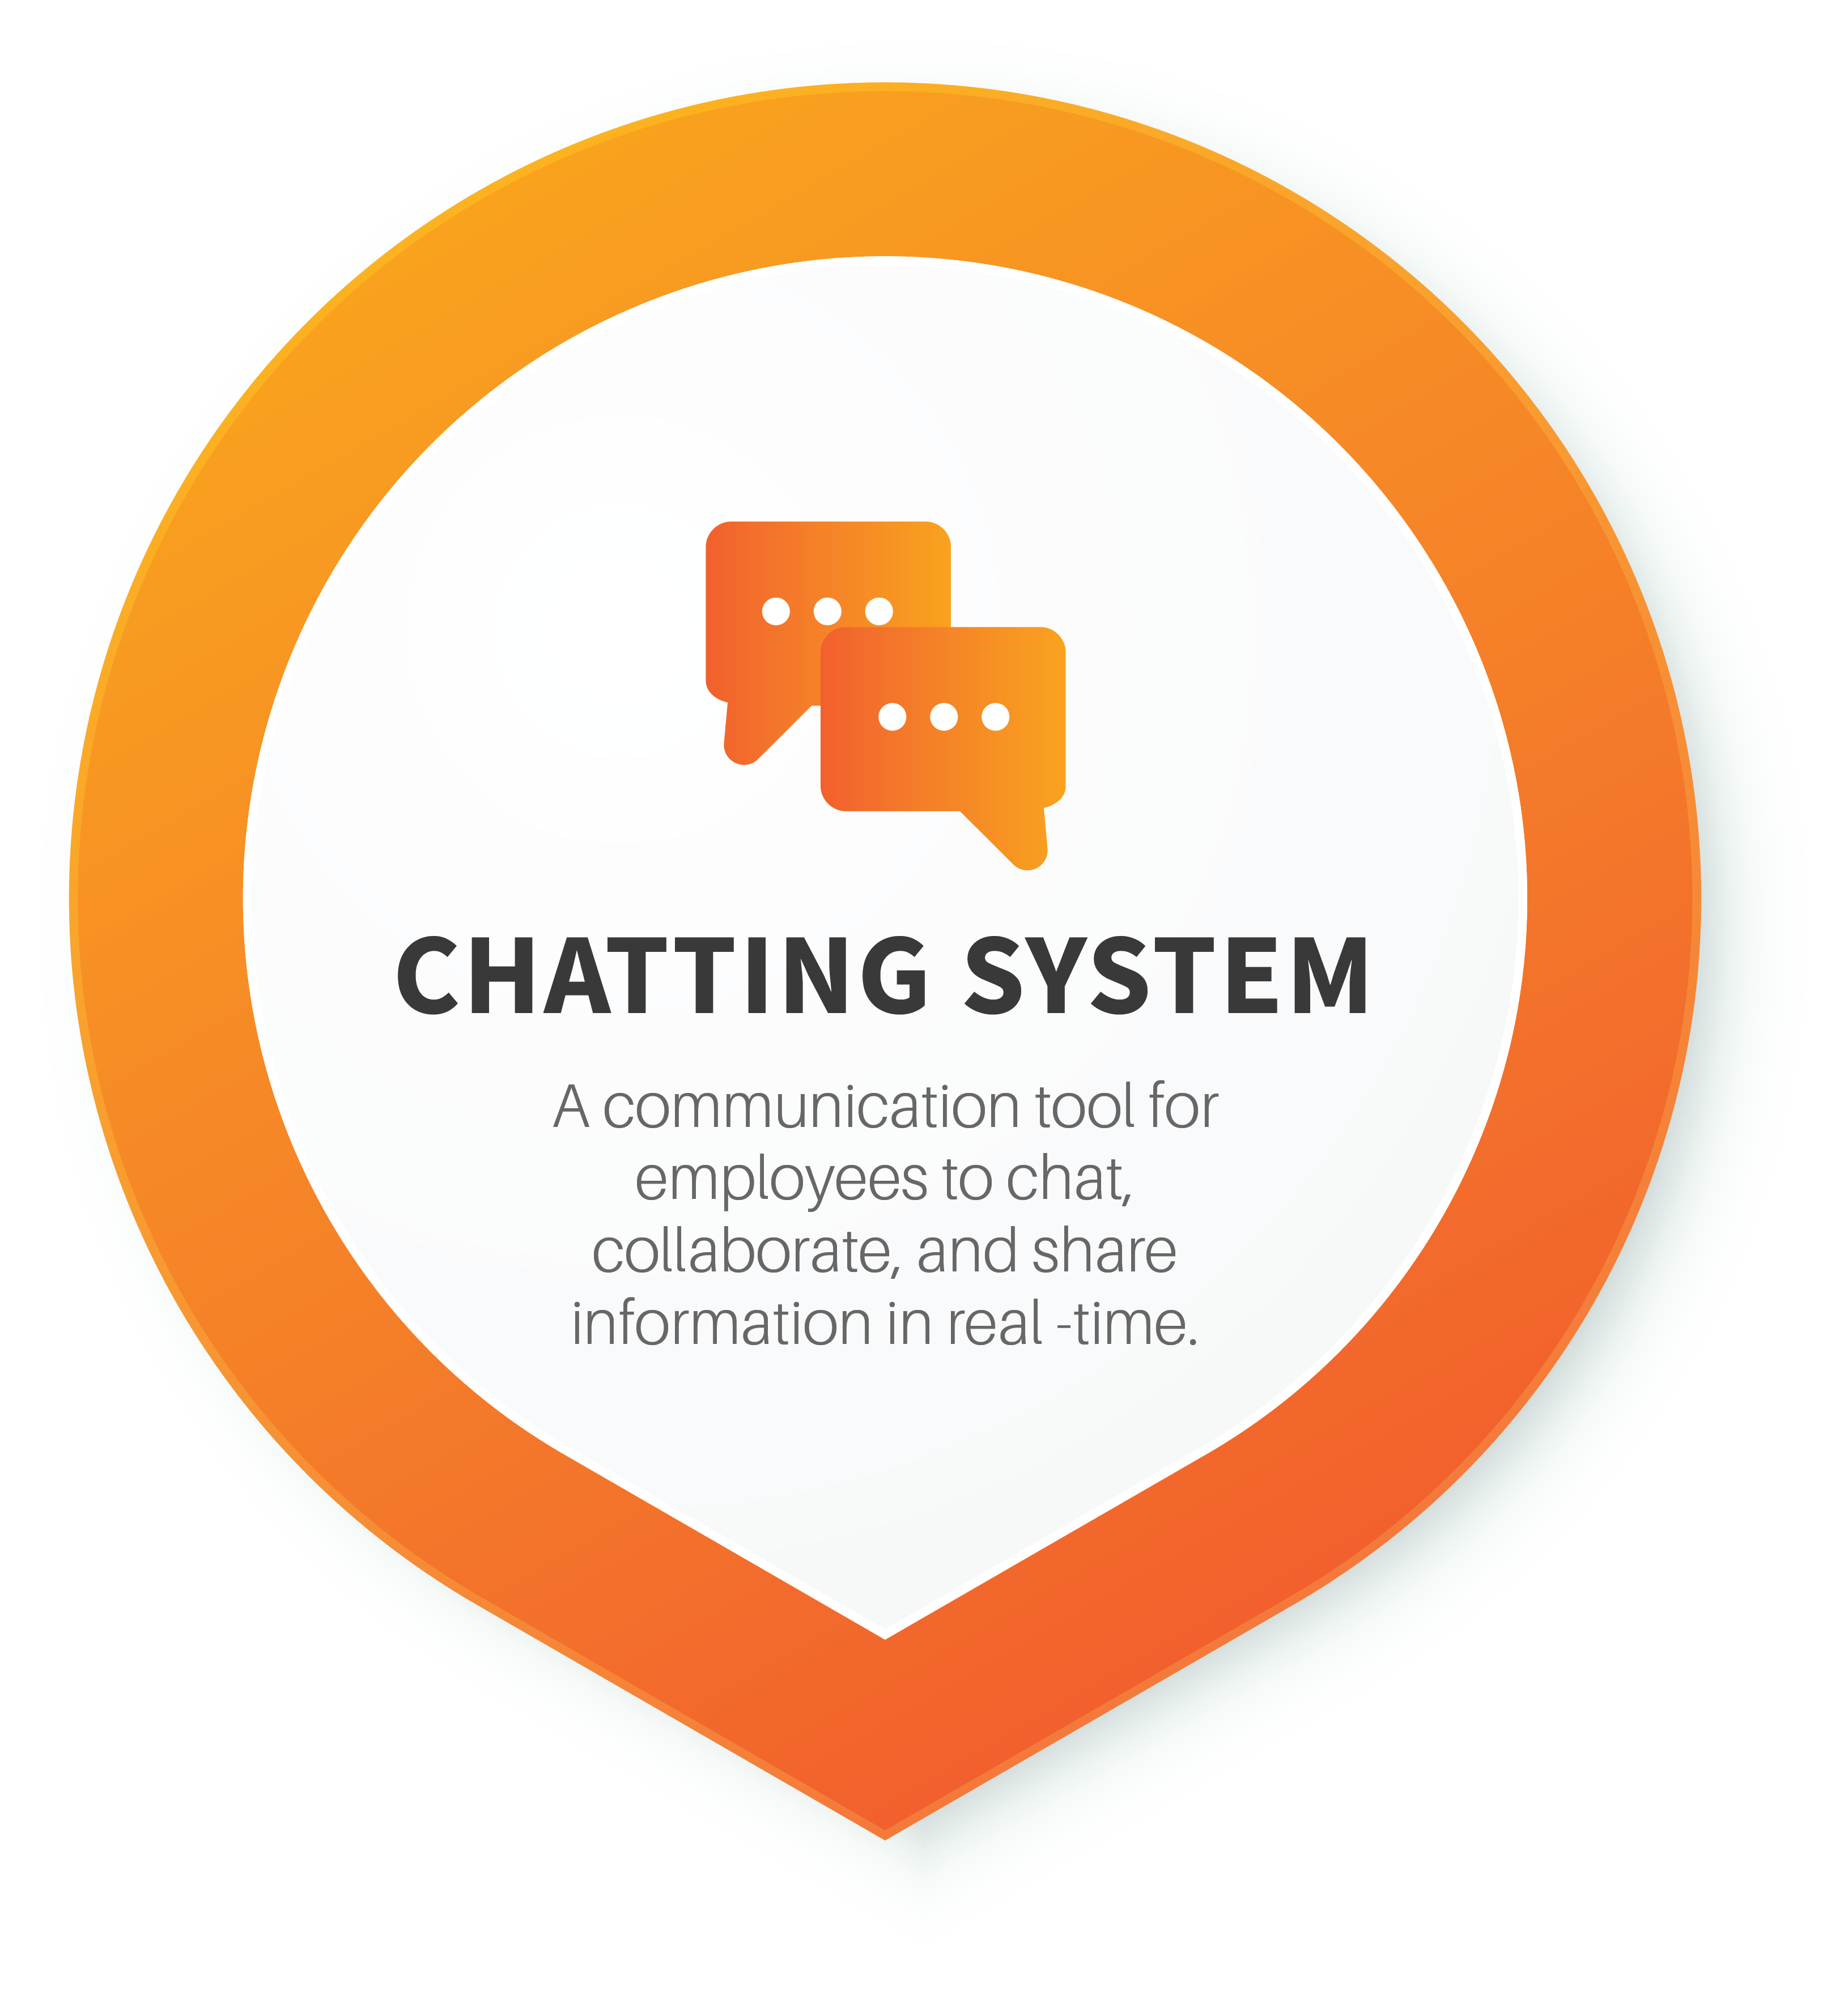 CHATTING SYSTEM
A communication tool for
employees to chat,
collaborate, and share
information in real -time.